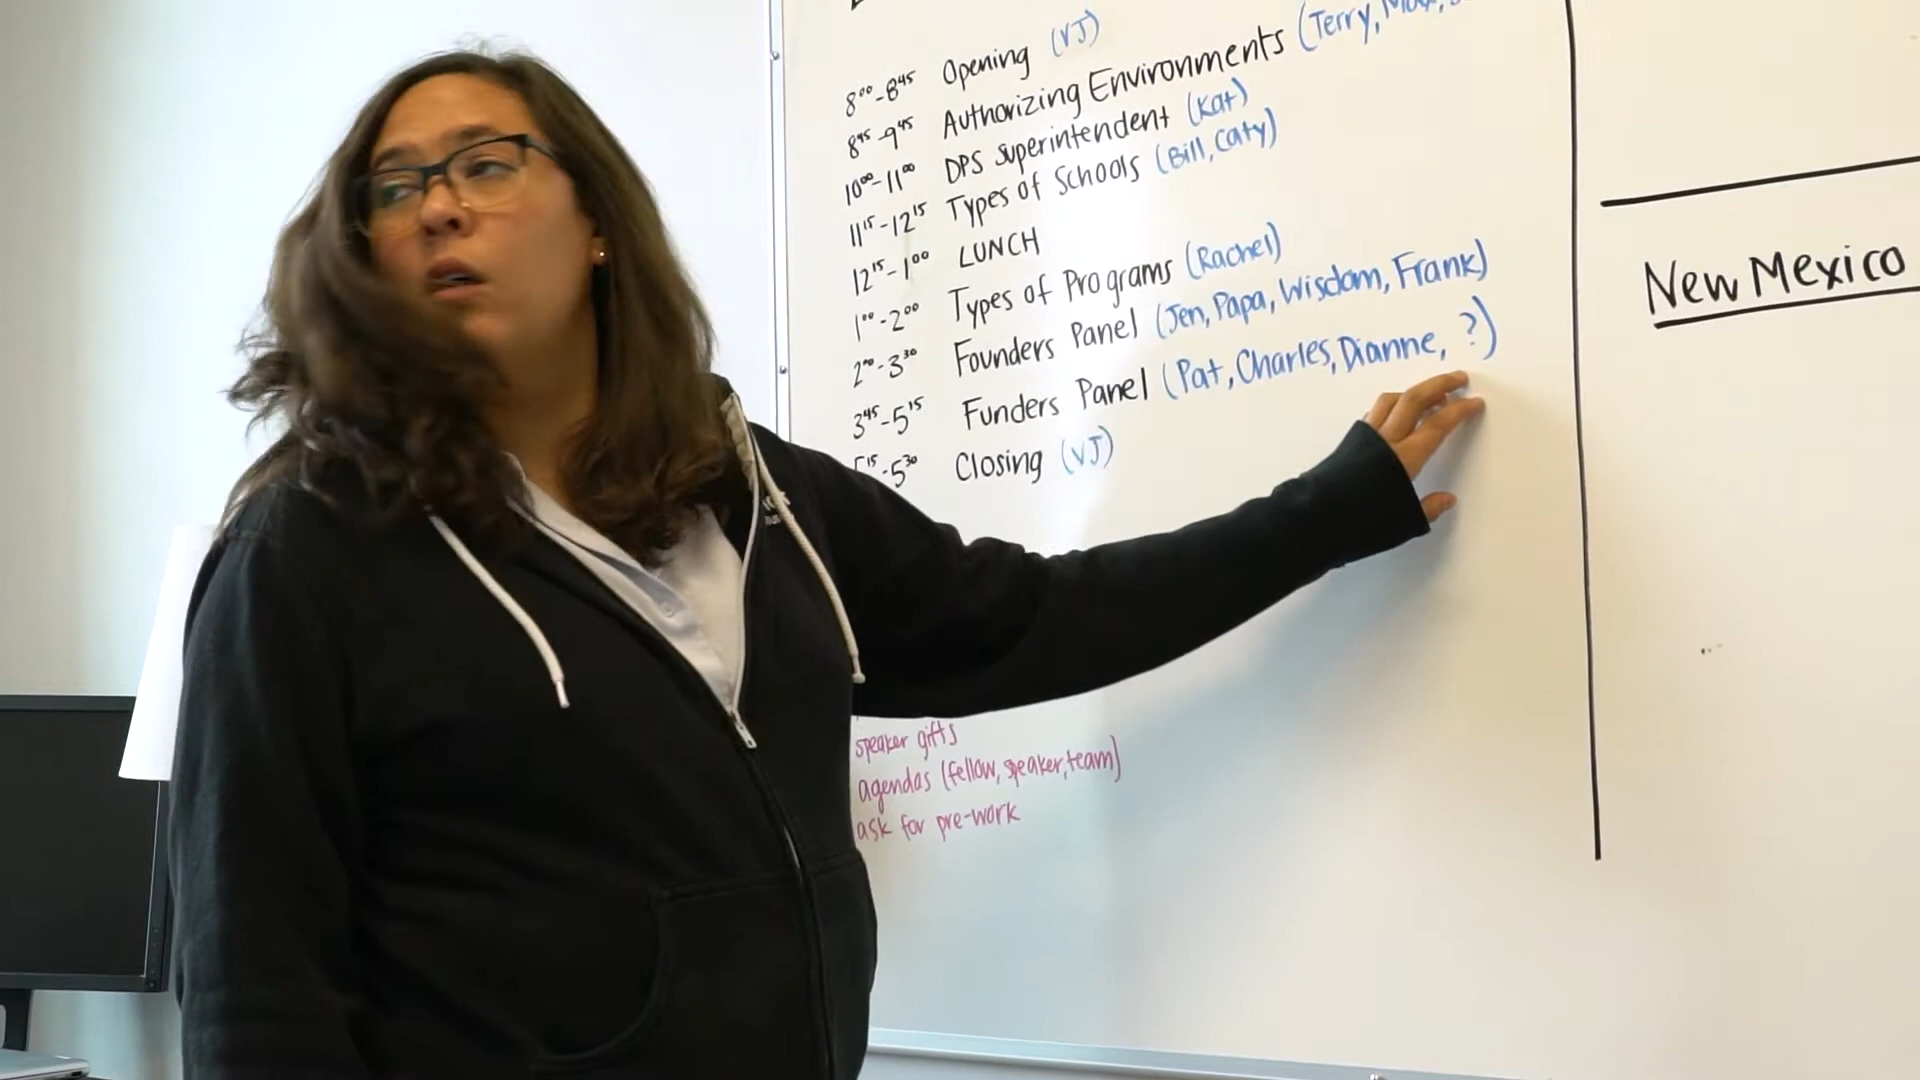 8⁰⁰-8⁴⁵ Opening (VJ)
8⁴⁵-9⁴⁵ Authorizing Environments (Terry,
10⁰⁰-11⁰⁰ DPS Superintendent (Kat)
11¹⁵-12¹⁵ Types of Schools (Bill, Caty)
12¹⁵-1⁰⁰ LUNCH
1⁰⁰-2⁰⁰ Types of Programs (Rachel)
2⁰⁰-3³⁰ Founders Panel (Jen, Papa, Wisdom, Frank)
3⁴⁵-5¹⁵ Funders Panel (Pat, Charles, Dianne, ?)
5¹⁵-5³⁰ Closing (VJ)
speaker gifts
agendas (fellow, speaker, team)
ask for pre-work
New Mexico